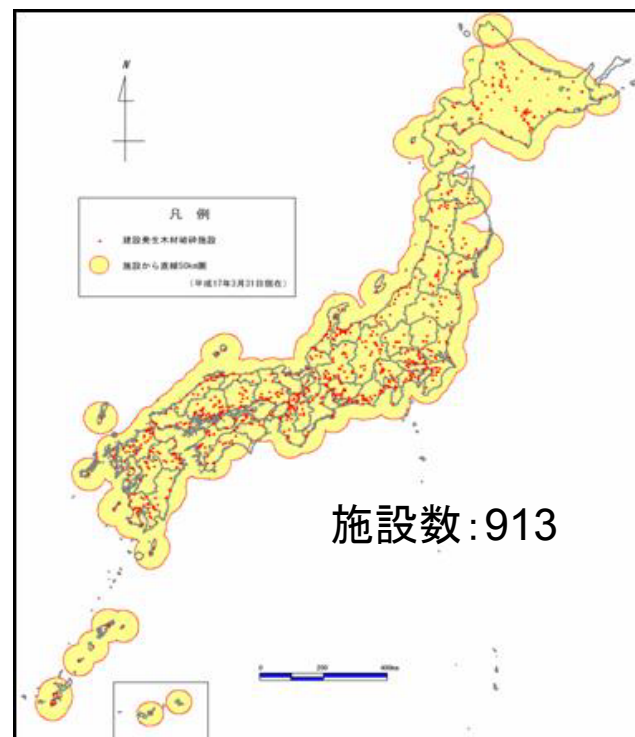 N
凡 例
建設発生木材破砕施設
施設から直線50km圏
(平成17年3月31日現在)
施設数:913
0 200 400km